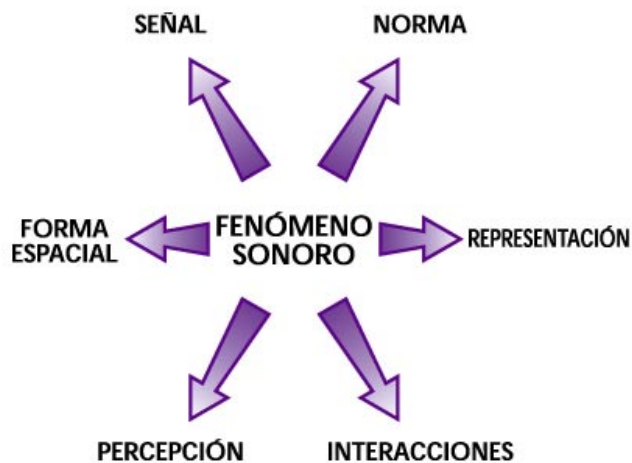 SEÑAL
NORMA
FORMA
ESPACIAL
FENÓMENO
SONORO
REPRESENTACIÓN
PERCEPCIÓN
INTERACCIONES